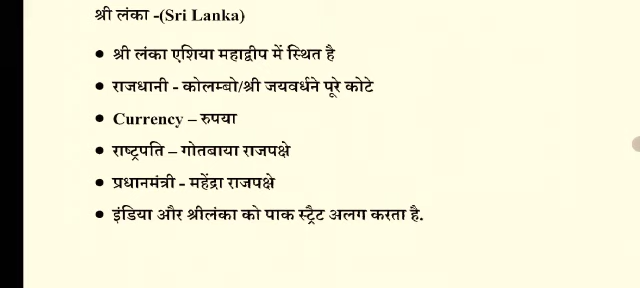 श्री लंका -(Sri Lanka)
• श्री लंका एशिया महाद्वीप में स्थित है
• राजधानी - कोलम्बो/श्री जयवर्धने पूरे कोटे
• Currency – रुपया
• राष्ट्रपति – गोतबाया राजपक्षे
• प्रधानमंत्री - महेंद्रा राजपक्षे
• इंडिया और श्रीलंका को पाक स्ट्रैट अलग करता है.